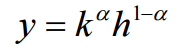 y = k^α h^{1−α}